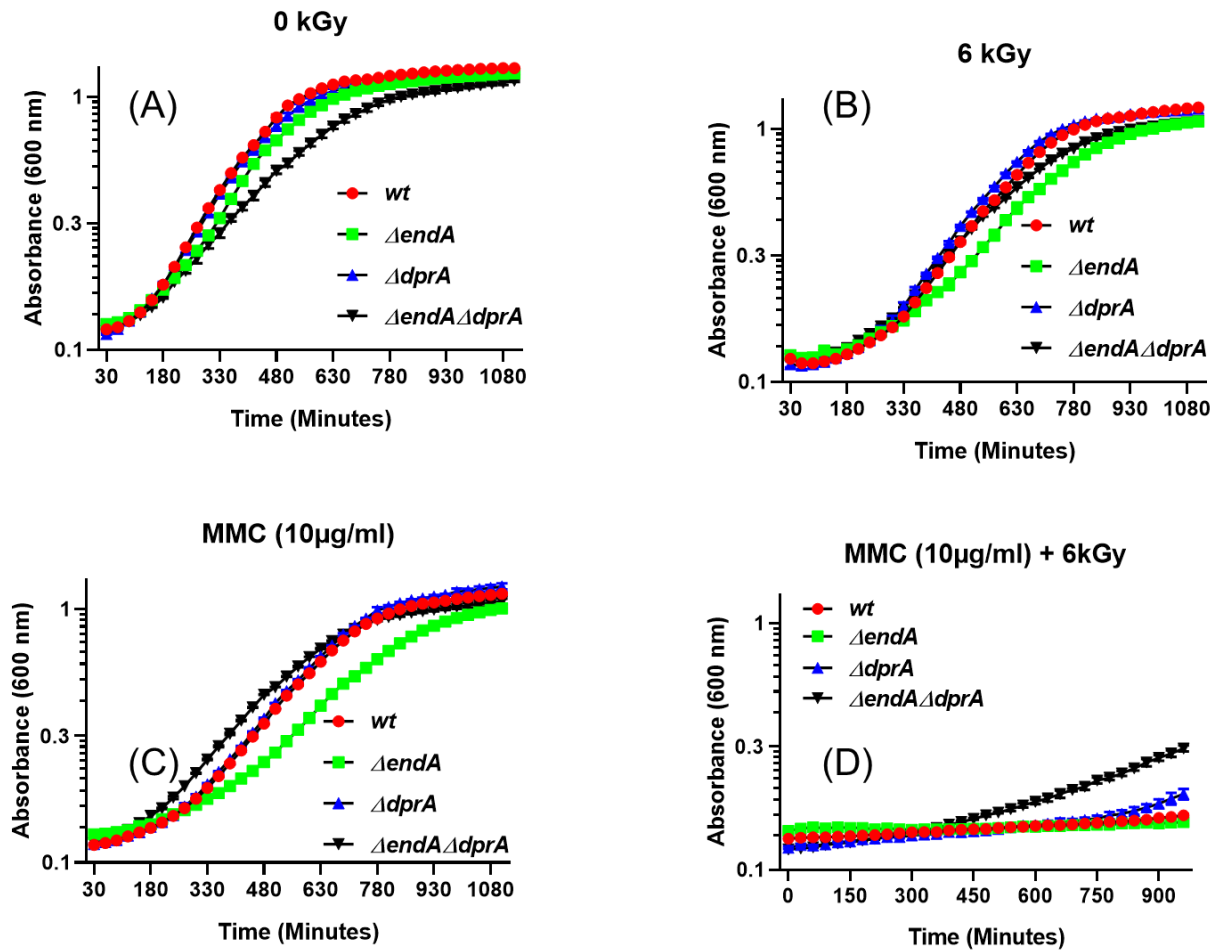 0 kGy
(A)
Absorbance (600 nm)
1
0.3
0.1
wt
ΔendA
ΔdprA
ΔendAΔdprA
30 180 330 480 630 780 930 1080
Time (Minutes)
6 kGy
(B)
Absorbance (600 nm)
1
0.3
0.1
wt
ΔendA
ΔdprA
ΔendAΔdprA
30 180 330 480 630 780 930 1080
Time (Minutes)
MMC (10µg/ml)
(C)
Absorbance (600 nm)
1
0.3
0.1
wt
ΔendA
ΔdprA
ΔendAΔdprA
30 180 330 480 630 780 930 1080
Time (Minutes)
MMC (10µg/ml) + 6kGy
(D)
Absorbance (600 nm)
1
0.3
0.1
wt
ΔendA
ΔdprA
ΔendAΔdprA
0 150 300 450 600 750 900
Time (Minutes)